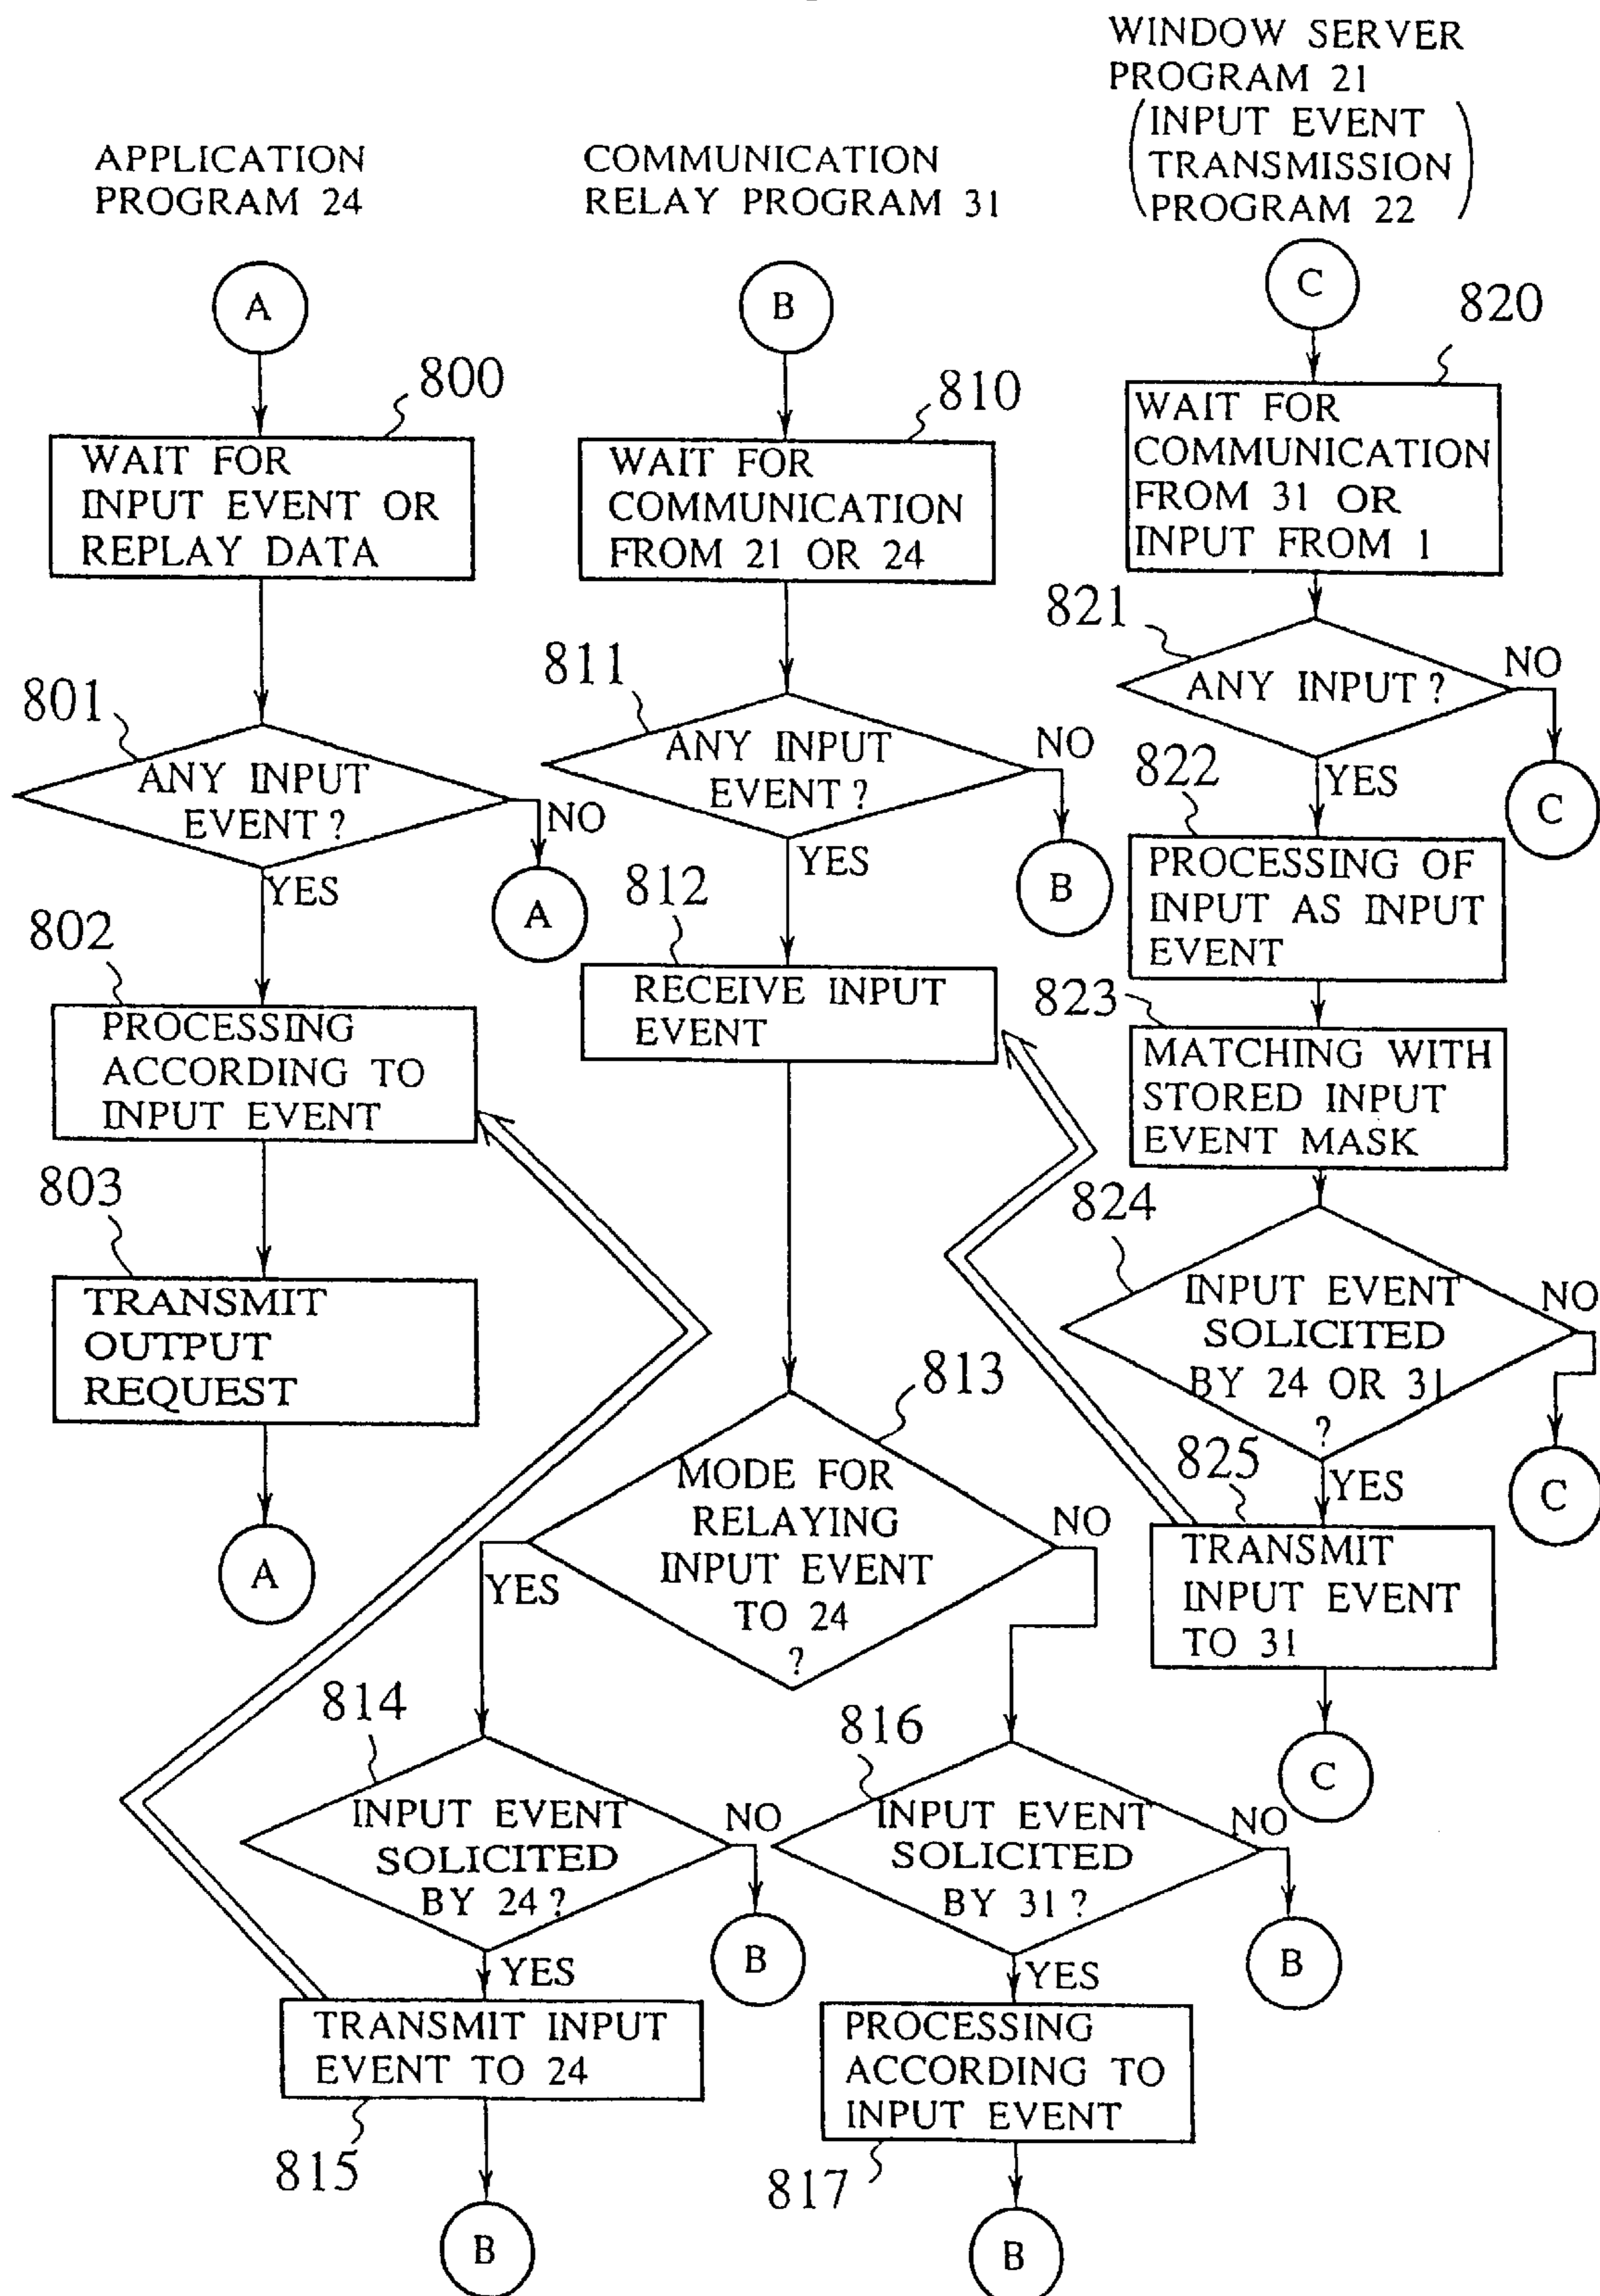 APPLICATION
PROGRAM 24
A
800
WAIT FOR
INPUT EVENT OR
REPLAY DATA
801
ANY INPUT
EVENT?
NO
A
YES
802
PROCESSING
ACCORDING TO
INPUT EVENT
803
TRANSMIT
OUTPUT
REQUEST
A
COMMUNICATION
RELAY PROGRAM 31
B
810
WAIT FOR
COMMUNICATION
FROM 21 OR 24
811
ANY INPUT
EVENT?
NO
B
YES
812
RECEIVE INPUT
EVENT
813
MODE FOR
RELAYING
INPUT EVENT
TO 24
?
YES
NO
814
INPUT EVENT
SOLICITED
BY 24?
NO
B
YES
TRANSMIT INPUT
EVENT TO 24
815
B
816
INPUT EVENT
SOLICITED
BY 31?
NO
B
YES
PROCESSING
ACCORDING TO
INPUT EVENT
817
B
WINDOW SERVER
PROGRAM 21
(INPUT EVENT
TRANSMISSION
PROGRAM 22)
C
820
WAIT FOR
COMMUNICATION
FROM 31 OR
INPUT FROM 1
821
ANY INPUT?
NO
C
YES
822
PROCESSING OF
INPUT AS INPUT
EVENT
823
MATCHING WITH
STORED INPUT
EVENT MASK
824
INPUT EVENT
SOLICITED
BY 24 OR 31
?
NO
C
YES
825
TRANSMIT
INPUT EVENT
TO 31
C